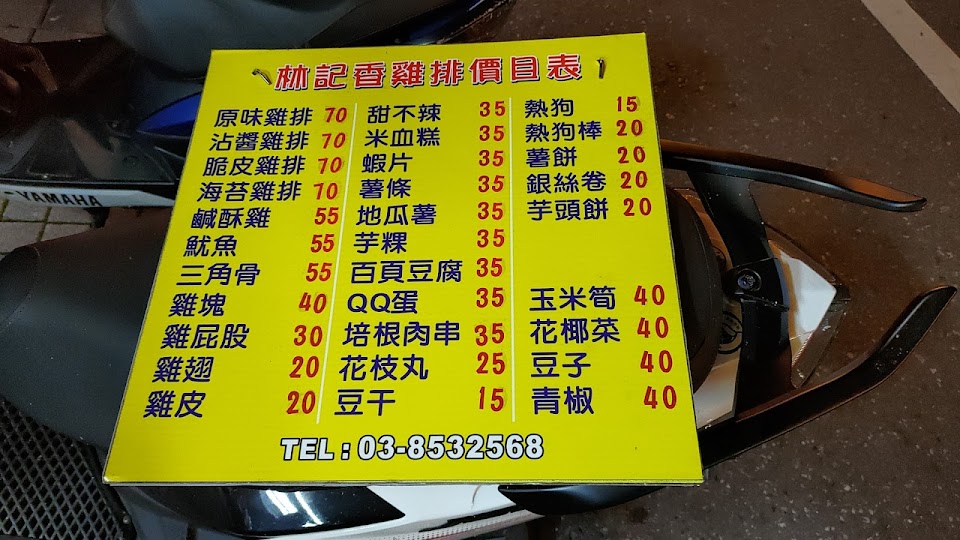 林記香雞排價目表
原味雞排 70
沾醬雞排 70
脆皮雞排 70
海苔雞排 70
鹹酥雞 55
魷魚 55
三角骨 55
雞塊 40
雞屁股 30
雞翅 20
雞皮 20
甜不辣 35
米血糕 35
蝦片 35
薯條 35
地瓜薯 35
芋粿 35
百頁豆腐 35
QQ蛋 35
培根肉串 35
花枝丸 25
豆干 15
熱狗 15
熱狗棒 20
薯餅 20
銀絲卷 20
芋頭餅 20
玉米筍 40
花椰菜 40
豆子 40
青椒 40
TEL：03-8532568
YAMAHA